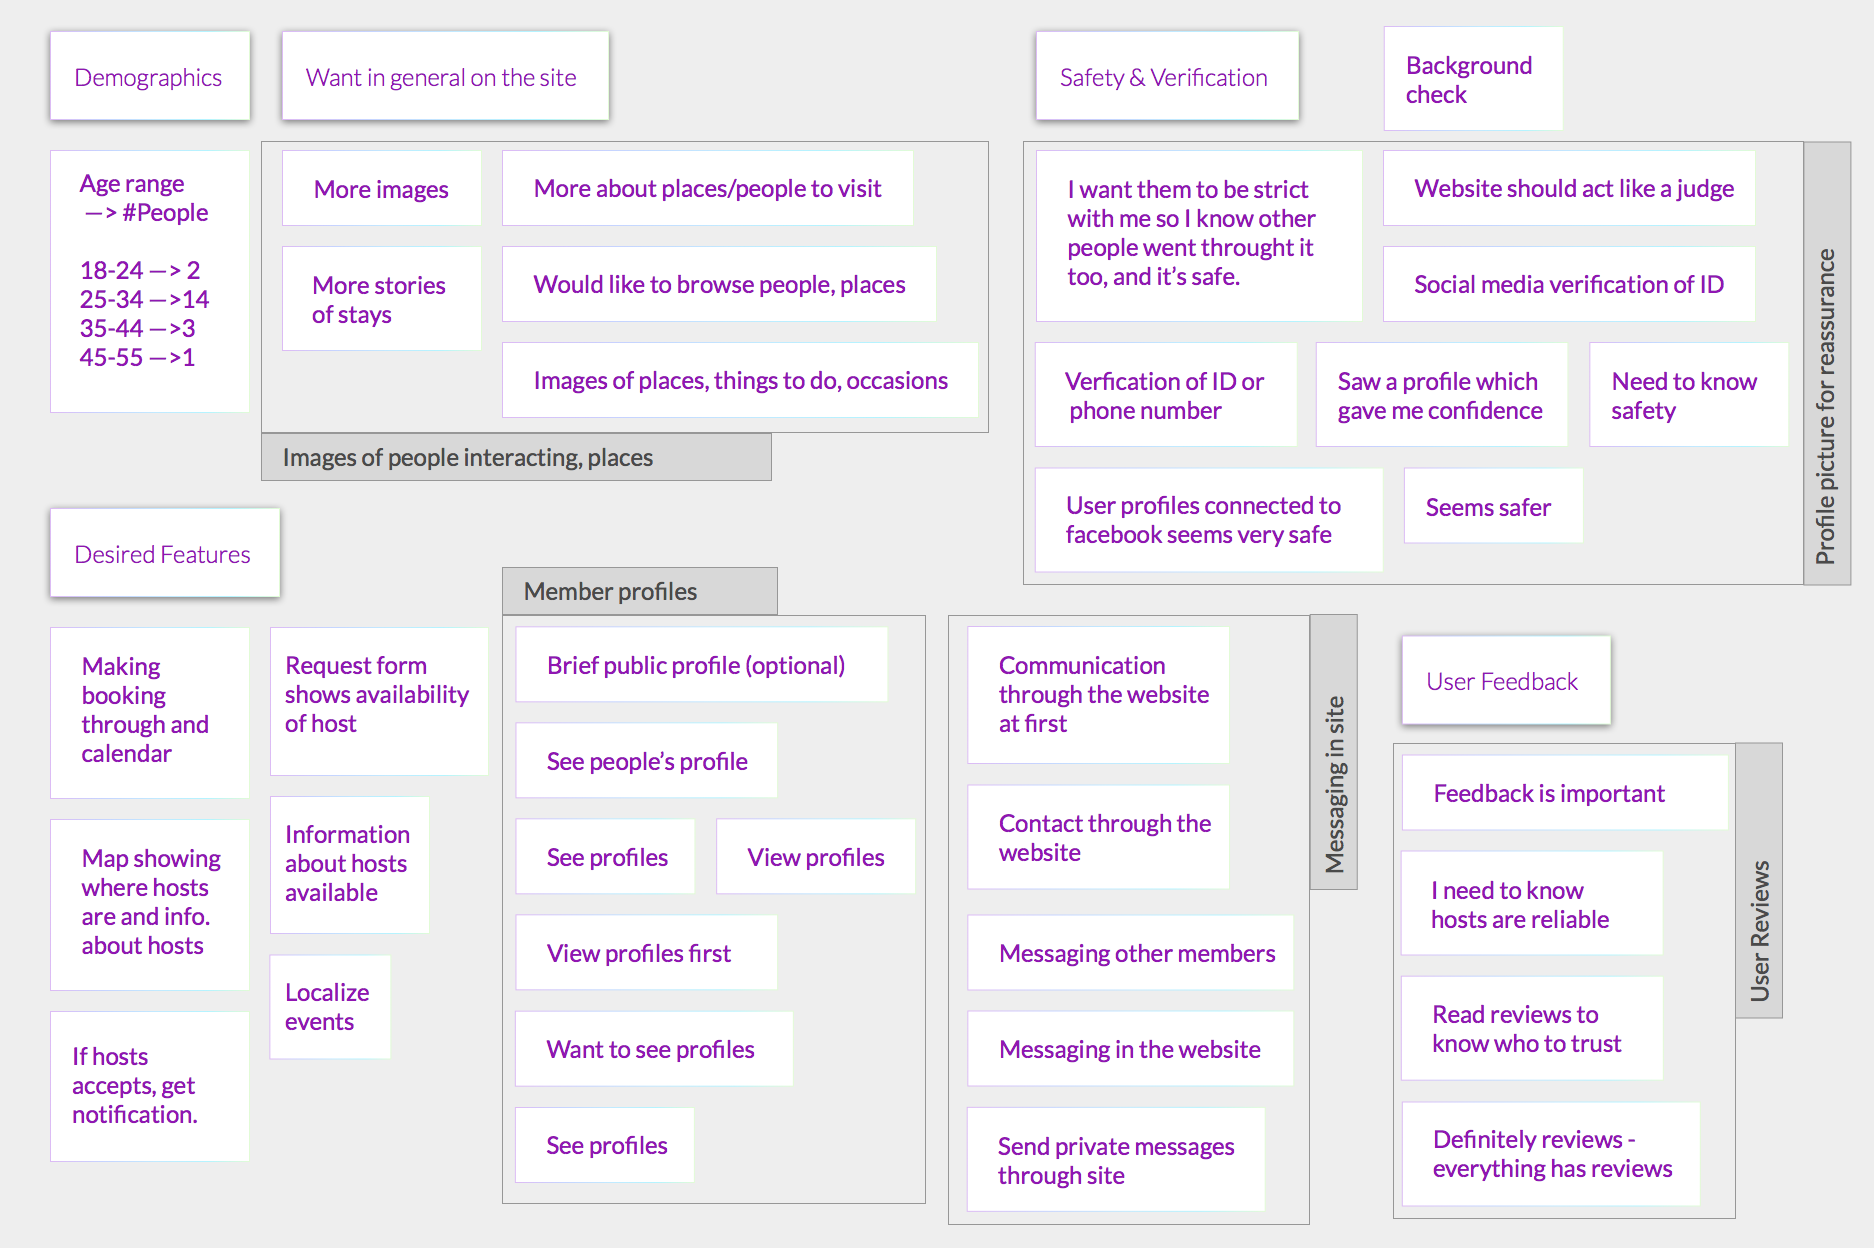 Demographics
Age range
—> #People
18-24 —> 2
25-34 —>14
35-44 —>3
45-55 —>1
Want in general on the site
More images
More about places/people to visit
More stories
of stays
Would like to browse people, places
Images of places, things to do, occasions
Images of people interacting, places
Safety & Verification
Background
check
I want them to be strict
with me so I know other
people went throught it
too, and it’s safe.
Website should act like a judge
Social media verification of ID
Verfication of ID or
phone number
Saw a profile which
gave me confidence
Need to know
safety
User profiles connected to
facebook seems very safe
Seems safer
Profile picture for reassurance
Desired Features
Making
booking
through and
calendar
Request form
shows availability
of host
Map showing
where hosts
are and info.
about hosts
Information
about hosts
available
Localize
events
If hosts
accepts, get
notification.
Member profiles
Brief public profile (optional)
See people’s profile
See profiles
View profiles
View profiles first
Want to see profiles
See profiles
Communication
through the website
at first
Contact through the
website
Messaging other members
Messaging in the website
Send private messages
through site
Messaging in site
User Feedback
Feedback is important
I need to know
hosts are reliable
Read reviews to
know who to trust
Definitely reviews -
everything has reviews
User Reviews